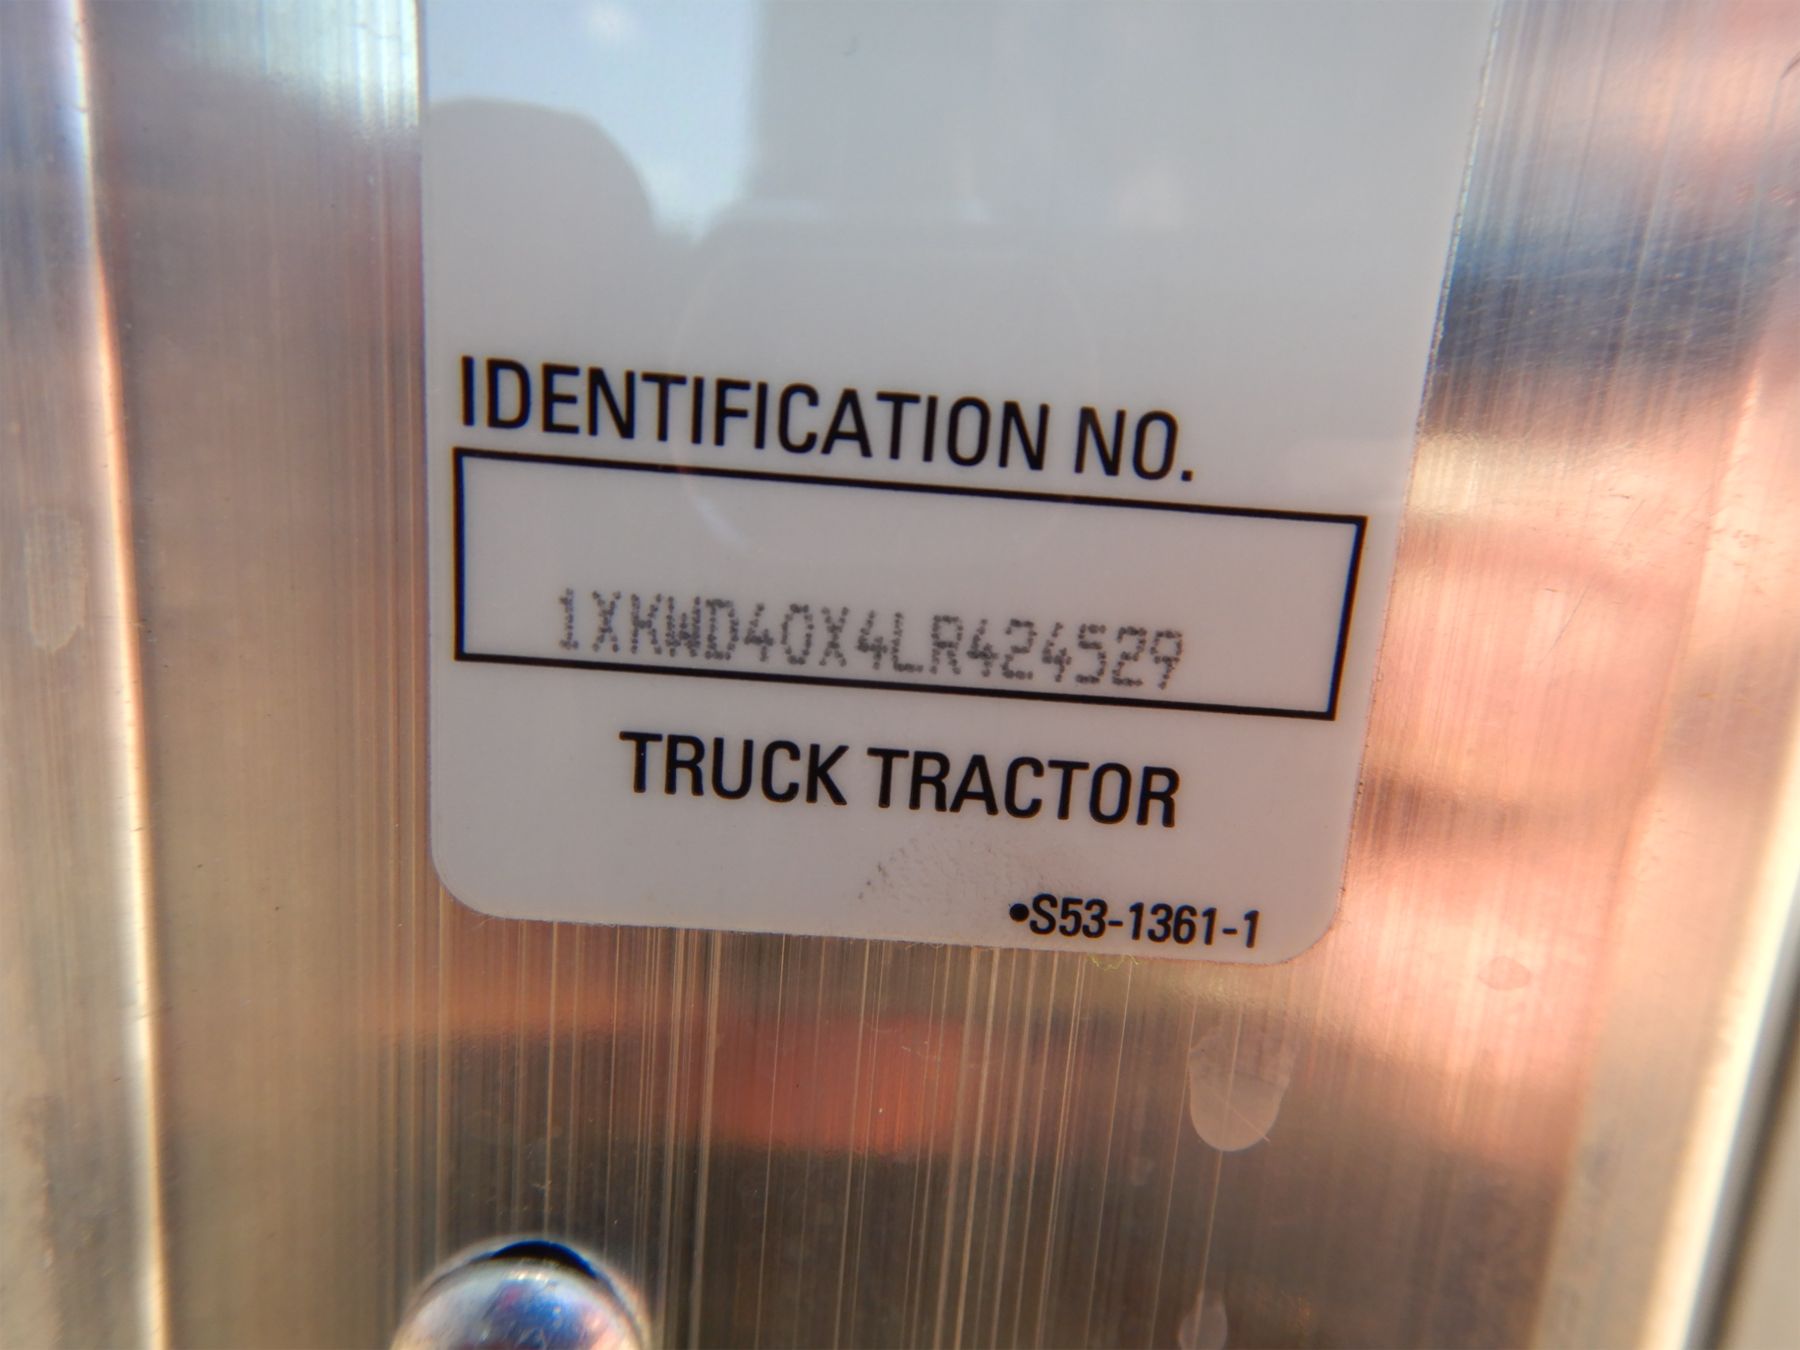 IDENTIFICATION NO.
1XKWD40X4LR424529
TRUCK TRACTOR
•S53-1361-1